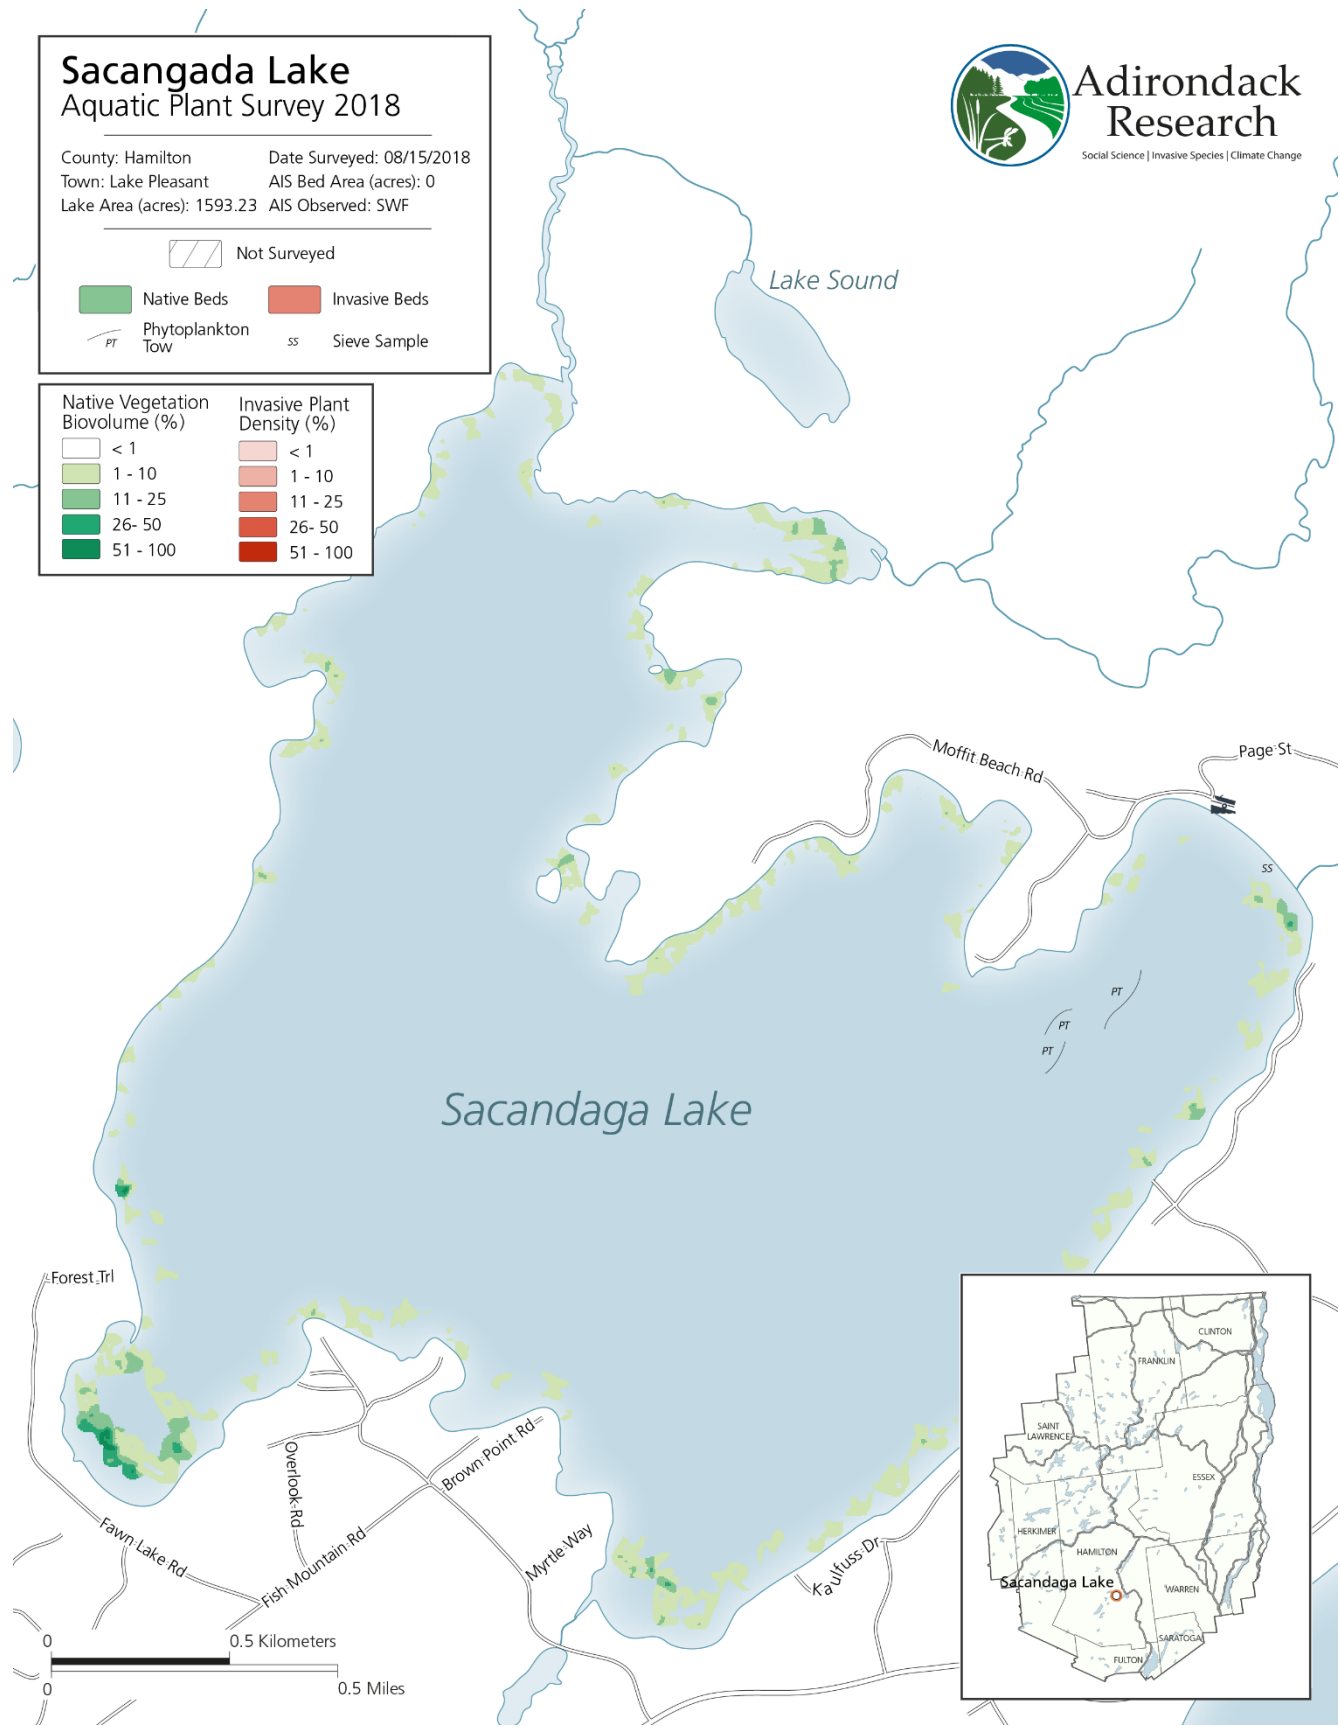 Sacangada Lake
Aquatic Plant Survey 2018
County: Hamilton
Date Surveyed: 08/15/2018
Town: Lake Pleasant
AIS Bed Area (acres): 0
Lake Area (acres): 1593.23
AIS Observed: SWF
Not Surveyed
Native Beds
Invasive Beds
PT
Phytoplankton
Tow
SS
Sieve Sample
Native Vegetation
Biovolume (%)
< 1
1 - 10
11 - 25
26- 50
51 - 100
Invasive Plant
Density (%)
< 1
1 - 10
11 - 25
26- 50
51 - 100
Adirondack
Research
Social Science | Invasive Species | Climate Change
Lake Sound
Moffit Beach Rd
Page St
SS
PT
PT
PT
Sacandaga Lake
Forest Trl
Fawn Lake Rd
Overlook Rd
Fish Mountain Rd
Brown Point Rd
Myrtle Way
Kaulfuss Dr
0
0.5 Kilometers
0
0.5 Miles
CLINTON
FRANKLIN
SAINT
LAWRENCE
ESSEX
HERKIMER
HAMILTON
Sacandaga Lake
WARREN
SARATOGA
FULTON